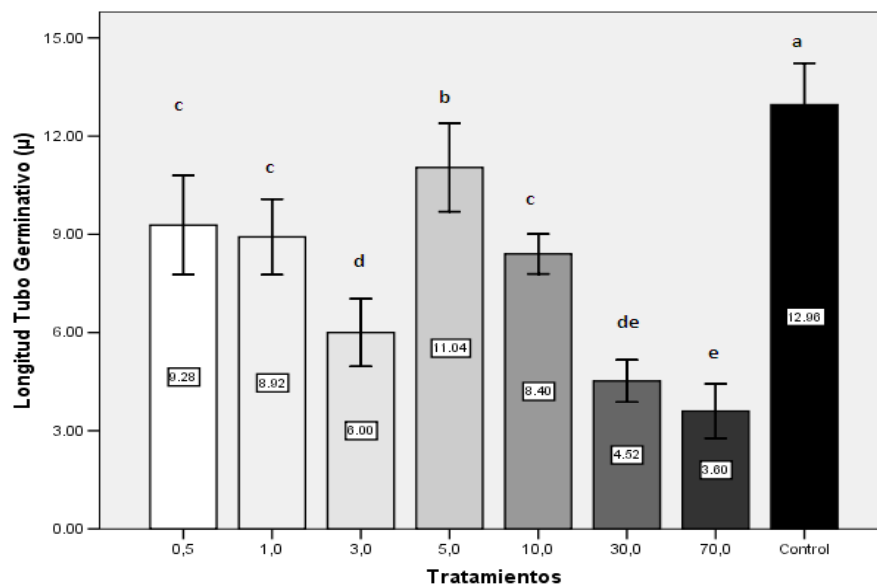 15.00
12.00
9.00
6.00
3.00
0.00
Longitud Tubo Germinativo (µ)
c
c
d
b
c
de
e
a
9.28
8.92
6.00
11.04
8.40
4.52
3.60
12.96
0,5 1,0 3,0 5,0 10,0 30,0 70,0 Control
Tratamientos